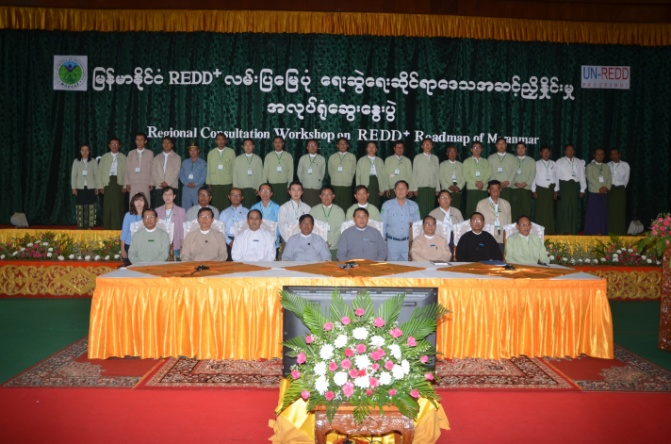 မြန်မာနိုင်ငံ REDD+ လမ်းပြမြေပုံ ရေးဆွဲရေးဆိုင်ရာဒေသအဆင့်ညှိနှိုင်းမှု
အလုပ်ရုံဆွေးနွေးပွဲ
Regional Consultation Workshop on REDD+ Roadmap of Myanmar
UN-REDD